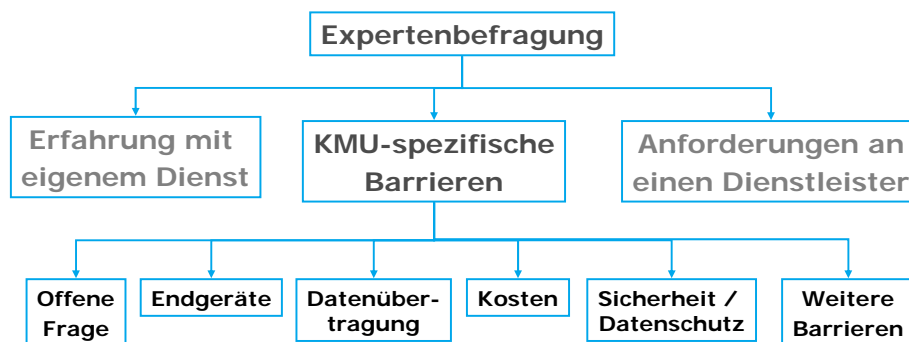 Expertenbefragung
Erfahrung mit
eigenem Dienst
KMU-spezifische
Barrieren
Anforderungen an
einen Dienstleister
Offene
Frage
Endgeräte
Datenüber-
tragung
Kosten
Sicherheit /
Datenschutz
Weitere
Barrieren